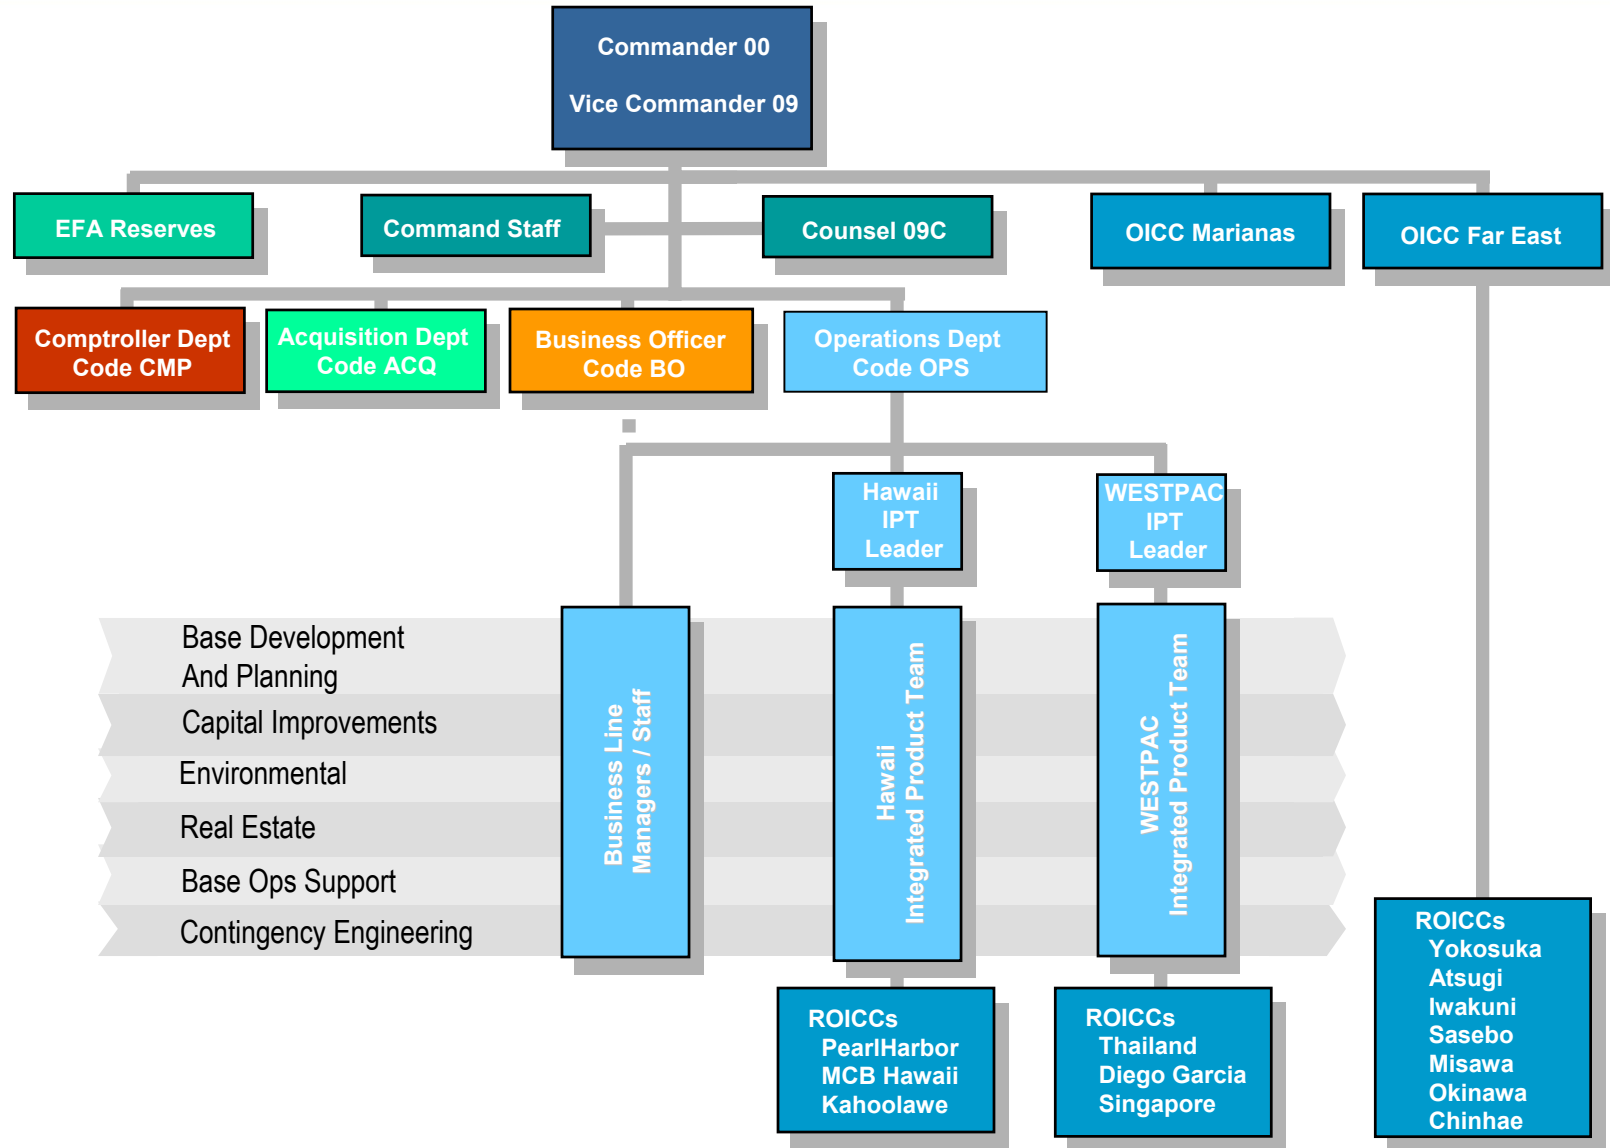 Commander 00
Vice Commander 09
EFA Reserves
Command Staff
Counsel 09C
OICC Marianas
OICC Far East
Comptroller Dept
Code CMP
Acquisition Dept
Code ACQ
Business Officer
Code BO
Operations Dept
Code OPS
Hawaii
IPT
Leader
WESTPAC
IPT
Leader
Base Development
And Planning
Capital Improvements
Environmental
Real Estate
Base Ops Support
Contingency Engineering
Business Line
Managers / Staff
Hawaii
Integrated Product Team
WESTPAC
Integrated Product Team
ROICCs
PearlHarbor
MCB Hawaii
Kahoolawe
ROICCs
Thailand
Diego Garcia
Singapore
ROICCs
Yokosuka
Atsugi
Iwakuni
Sasebo
Misawa
Okinawa
Chinhae